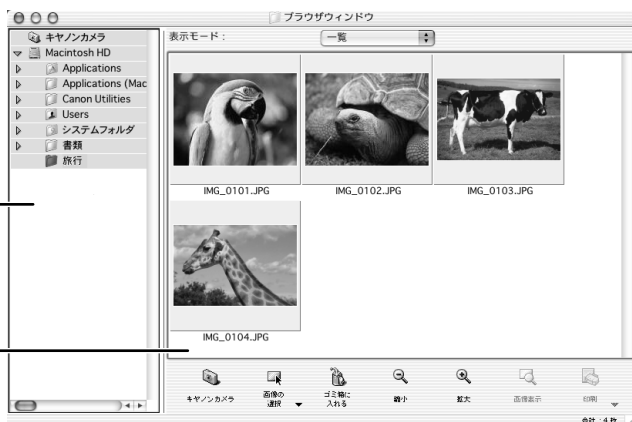 ブラウザウィンドウ
キヤノンカメラ
Macintosh HD
Applications
Applications (Mac
Canon Utilities
Users
システムフォルダ
書類
旅行
表示モード：
一覧
IMG_0101.JPG
IMG_0102.JPG
IMG_0103.JPG
IMG_0104.JPG
キヤノンカメラ
画像の
選択
ゴミ箱に
入れる
縮小
拡大
画像表示
印刷
合計：4 枚